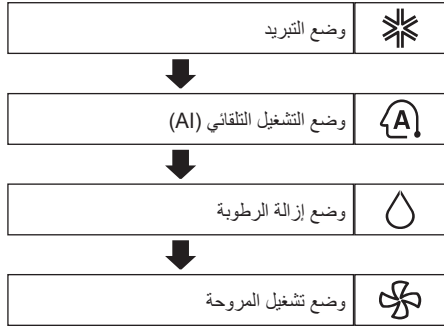 وضع التبريد
وضع التشغيل التلقائي (AI)
A
وضع إزالة الرطوبة
وضع تشغيل المروحة